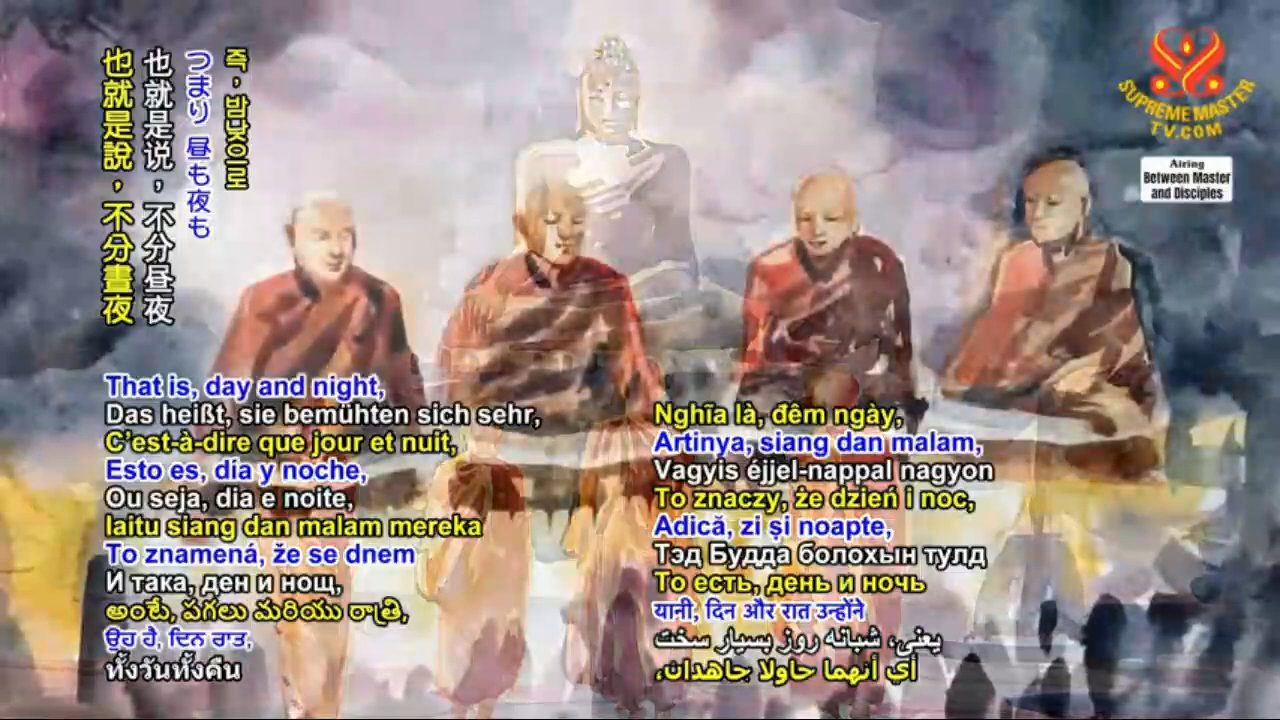 也就是說，不分晝夜
也就是说，不分昼夜
つまり 昼も夜も
즉, 밤낮으로
SUPREME MASTER
TV.COM
Airing
Between Master
and Disciples
That is, day and night,
Das heißt, sie bemühten sich sehr,
C'est-à-dire que jour et nuit,
Esto es, día y noche,
Ou seja, dia e noite,
Iaitu siang dan malam mereka
To znamená, že se dnem
И така, ден и нощ,
అంటే, పగలు మరియు రాత్రి,
ਉਹ ਹੈ, ਦਿਨ ਰਾਤ,
ทั้งวันทั้งคืน
Nghĩa là, đêm ngày,
Artinya, siang dan malam,
Vagyis éjjel-nappal nagyon
To znaczy, że dzień i noc,
Adică, zi și noapte,
Тэд Будда болохын тулд
То есть, день и ночь
यानी, दिन और रात उन्होंने
یعنی، شبانه روز بسیار سخت
أي أنهما حاولا جاهدان،